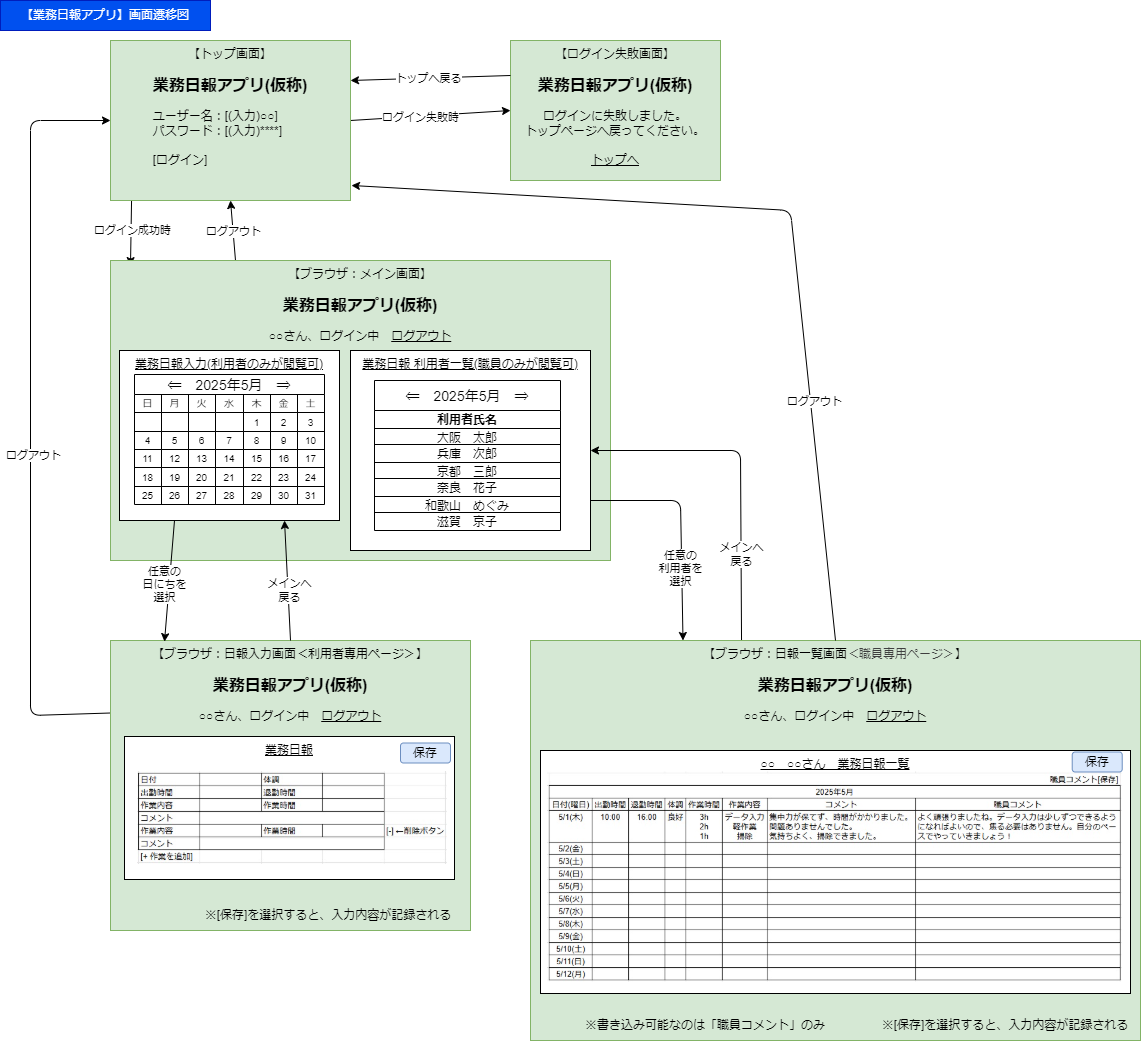 【業務日報アプリ】画面遷移図
【トップ画面】
業務日報アプリ(仮称)
ユーザー名：[(入力)○○]
パスワード：[(入力)****]
[ログイン]
トップへ戻る
ログイン失敗時
【ログイン失敗画面】
業務日報アプリ(仮称)
ログインに失敗しました。
トップページへ戻ってください。
トップへ
ログイン成功時
ログアウト
【ブラウザ：メイン画面】
業務日報アプリ(仮称)
○○さん、ログイン中　ログアウト
業務日報入力(利用者のみが閲覧可)
⇐　2025年5月　⇒
日 月 火 水 木 金 土
1 2 3
4 5 6 7 8 9 10
11 12 13 14 15 16 17
18 19 20 21 22 23 24
25 26 27 28 29 30 31
業務日報 利用者一覧(職員のみが閲覧可)
⇐　2025年5月　⇒
利用者氏名
大阪　太郎
兵庫　次郎
京都　三郎
奈良　花子
和歌山　めぐみ
滋賀　京子
ログアウト
ログアウト
任意の
日にちを
選択
メインへ
戻る
任意の
利用者を
選択
メインへ
戻る
【ブラウザ：日報入力画面＜利用者専用ページ＞】
業務日報アプリ(仮称)
○○さん、ログイン中　ログアウト
業務日報
保存
日付 体調
出勤時間 退勤時間
作業内容 作業時間
コメント
作業内容 作業時間 [-]←削除ボタン
コメント
[+ 作業を追加]
※[保存]を選択すると、入力内容が記録される
【ブラウザ：日報一覧画面＜職員専用ページ＞】
業務日報アプリ(仮称)
○○さん、ログイン中　ログアウト
○○　○○さん　業務日報一覧
保存
職員コメント[保存]
2025年5月
日付(曜日) 出勤時間 退勤時間 体調 作業時間 作業内容 コメント 職員コメント
5/1(木) 10:00 16:00 良好 3h データ入力 集中力が保てず、時間がかかりました。 よく頑張りましたね。データ入力は少しずつできるよう
2h 軽作業 問題ありませんでした。 になればよいので、焦る必要はありません。自分のペー
1h 掃除 気持ちよく、掃除できました。 スでやっていきましょう！
5/2(金)
5/3(土)
5/4(日)
5/5(月)
5/6(火)
5/7(水)
5/8(木)
5/9(金)
5/10(土)
5/11(日)
5/12(月)
※書き込み可能なのは「職員コメント」のみ
※[保存]を選択すると、入力内容が記録される